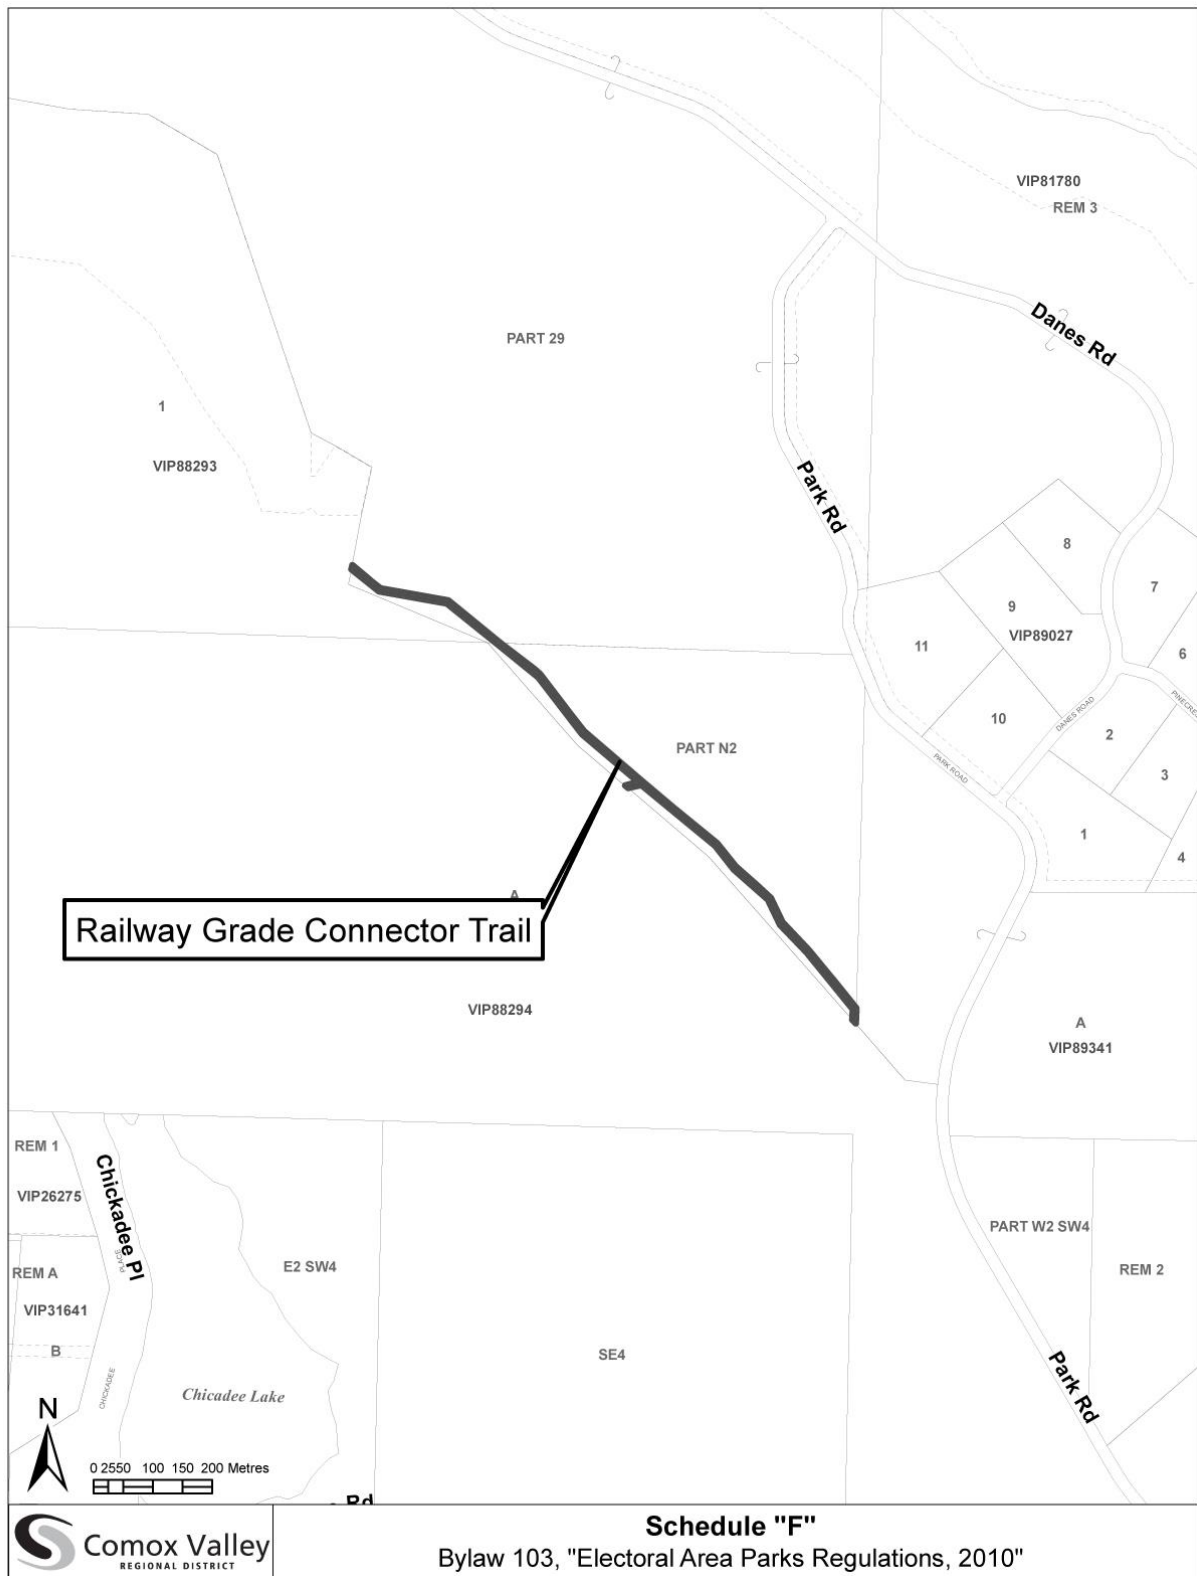 VIP81780
REM 3
Danes Rd
PART 29
1
VIP88293
Park Rd
8
7
9
VIP89027
11
6
10
DANES ROAD
2
PART N2
PARK ROAD
3
1
4
A
Railway Grade Connector Trail
VIP88294
A
VIP89341
REM 1
Chickadee Pl
VIP26275
PLACE
PART W2 SW4
E2 SW4
REM A
REM 2
VIP31641
B
SE4
CHICKADEE
Chicadee Lake
Park Rd
N
0 2550 100 150 200 Metres
Rd
Comox Valley
REGIONAL DISTRICT
Schedule "F"
Bylaw 103, "Electoral Area Parks Regulations, 2010"